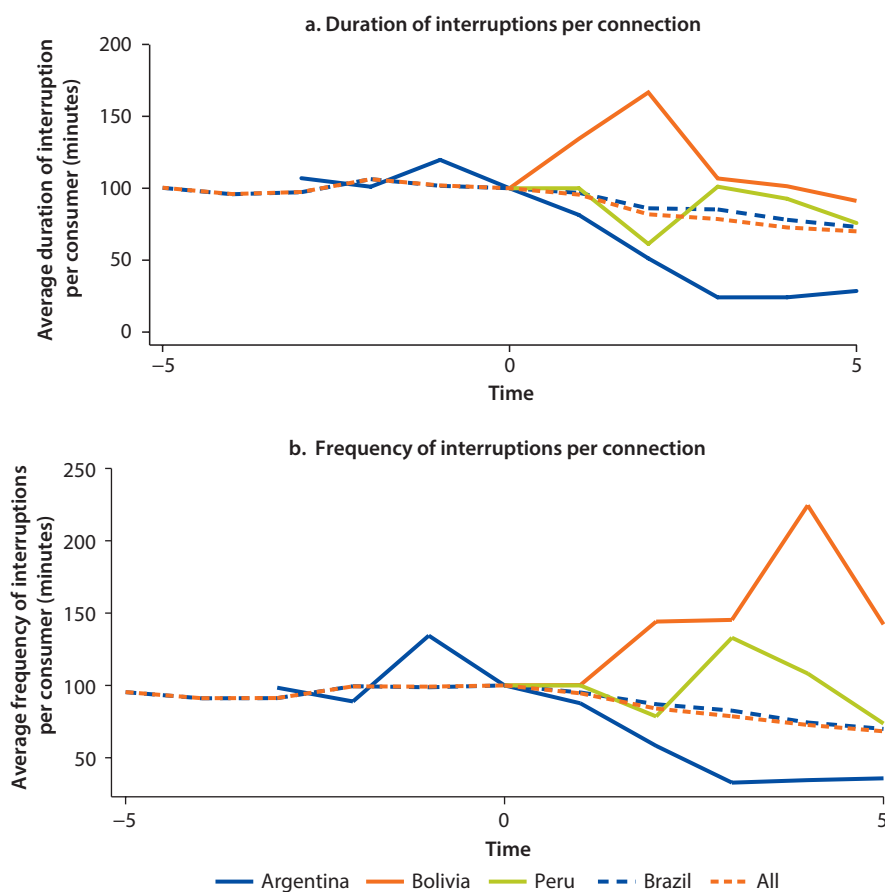 a. Duration of interruptions per connection
Average duration of interruption
per consumer (minutes)
200
150
100
50
0
−5
0
5
Time
b. Frequency of interruptions per connection
Average frequency of interruptions
per consumer (minutes)
250
200
150
100
50
−5
0
5
Time
Argentina Bolivia Peru Brazil All